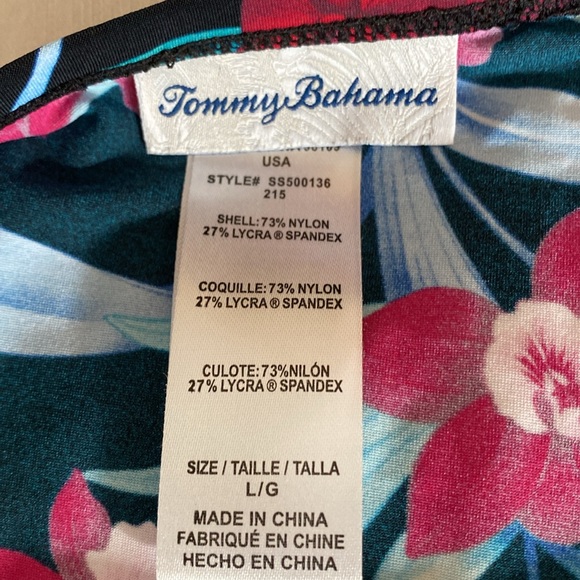 Tommy Bahama
USA
STYLE# SS500136
215
SHELL: 73% NYLON
27% LYCRA ® SPANDEX
COQUILLE: 73% NYLON
27% LYCRA ® SPANDEX
CULOTE: 73%NILÓN
27% LYCRA ® SPANDEX
SIZE / TAILLE / TALLA
L/G
MADE IN CHINA
FABRIQUÉ EN CHINE
HECHO EN CHINA